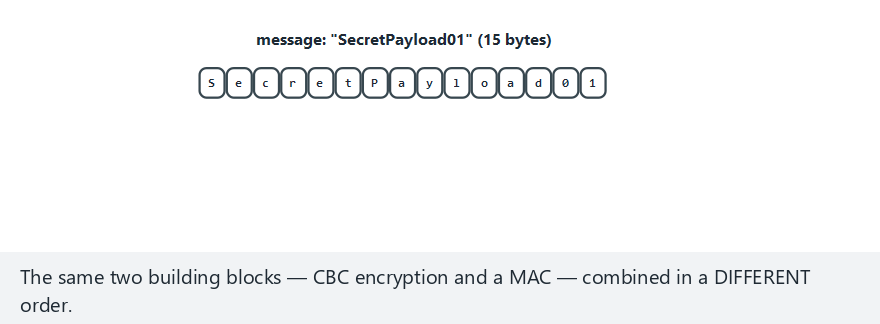 message: "SecretPayload01" (15 bytes)
S e c r e t P a y l o a d 0 1
The same two building blocks — CBC encryption and a MAC — combined in a DIFFERENT
order.